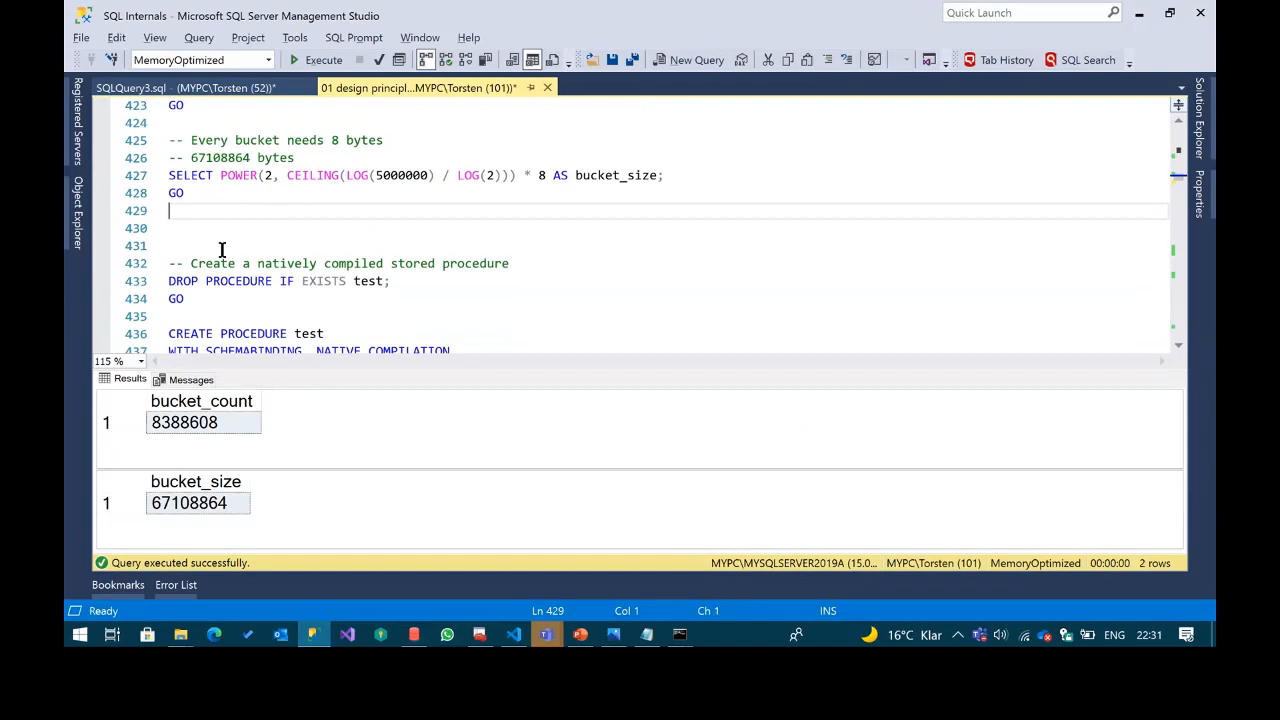 SQL Internals - Microsoft SQL Server Management Studio
Quick Launch
File Edit View Query Project Tools SQL Prompt Window Help
MemoryOptimized Execute New Query Tab History SQL Search
SQLQuery3.sql - (MYPC\Torsten (52))* 01 design principl...MYPC\Torsten (101))*
Registered Servers
Object Explorer
Solution Explorer
Properties
423 GO
424
425 -- Every bucket needs 8 bytes
426 -- 67108864 bytes
427 SELECT POWER(2, CEILING(LOG(5000000) / LOG(2))) * 8 AS bucket_size;
428 GO
429
430
431
432 -- Create a natively compiled stored procedure
433 DROP PROCEDURE IF EXISTS test;
434 GO
435
436 CREATE PROCEDURE test
437 WITH SCHEMABINDING, NATIVE_COMPILATION
115 %
Results Messages
bucket_count
1 8388608
bucket_size
1 67108864
Query executed successfully. MYPC\MYSQLSERVER2019A (15.0... MYPC\Torsten (101) MemoryOptimized 00:00:00 2 rows
Bookmarks Error List
Ready Ln 429 Col 1 Ch 1 INS
16°C Klar ENG 22:31